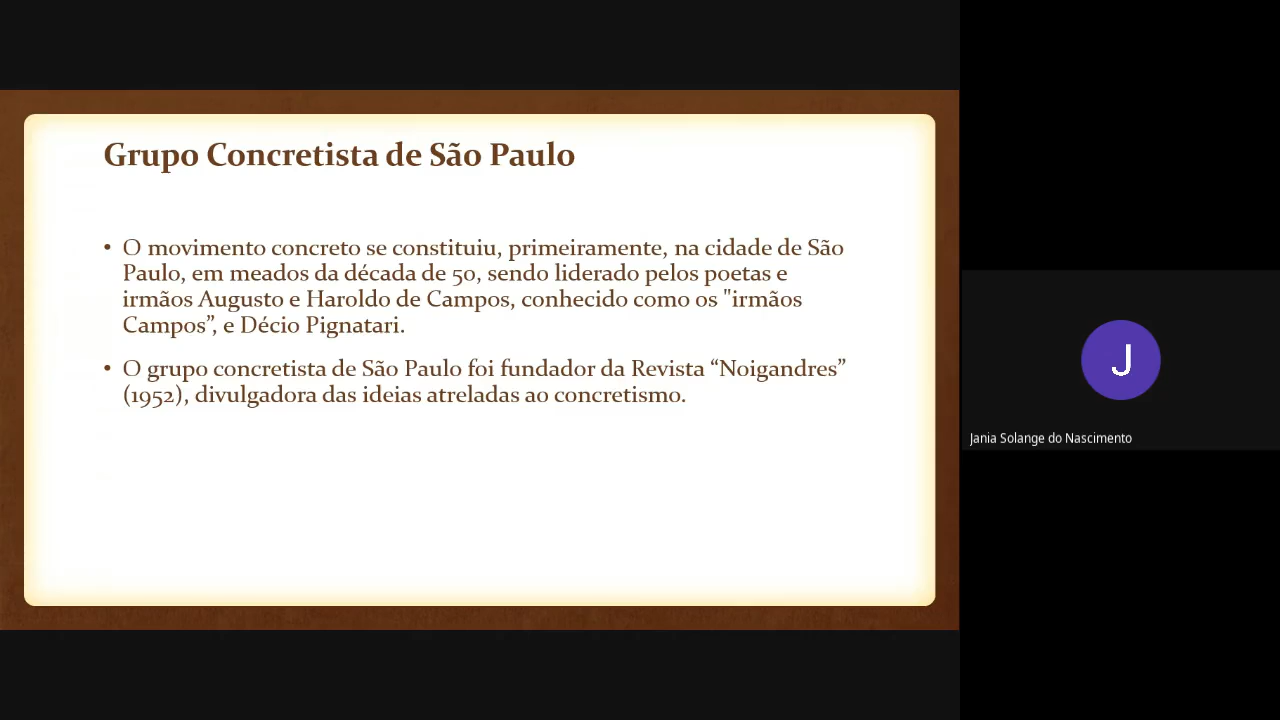 Grupo Concretista de São Paulo
• O movimento concreto se constituiu, primeiramente, na cidade de São
Paulo, em meados da década de 50, sendo liderado pelos poetas e
irmãos Augusto e Haroldo de Campos, conhecido como os "irmãos
Campos”, e Décio Pignatari.
• O grupo concretista de São Paulo foi fundador da Revista “Noigandres”
(1952), divulgadora das ideias atreladas ao concretismo.
J
Jania Solange do Nascimento